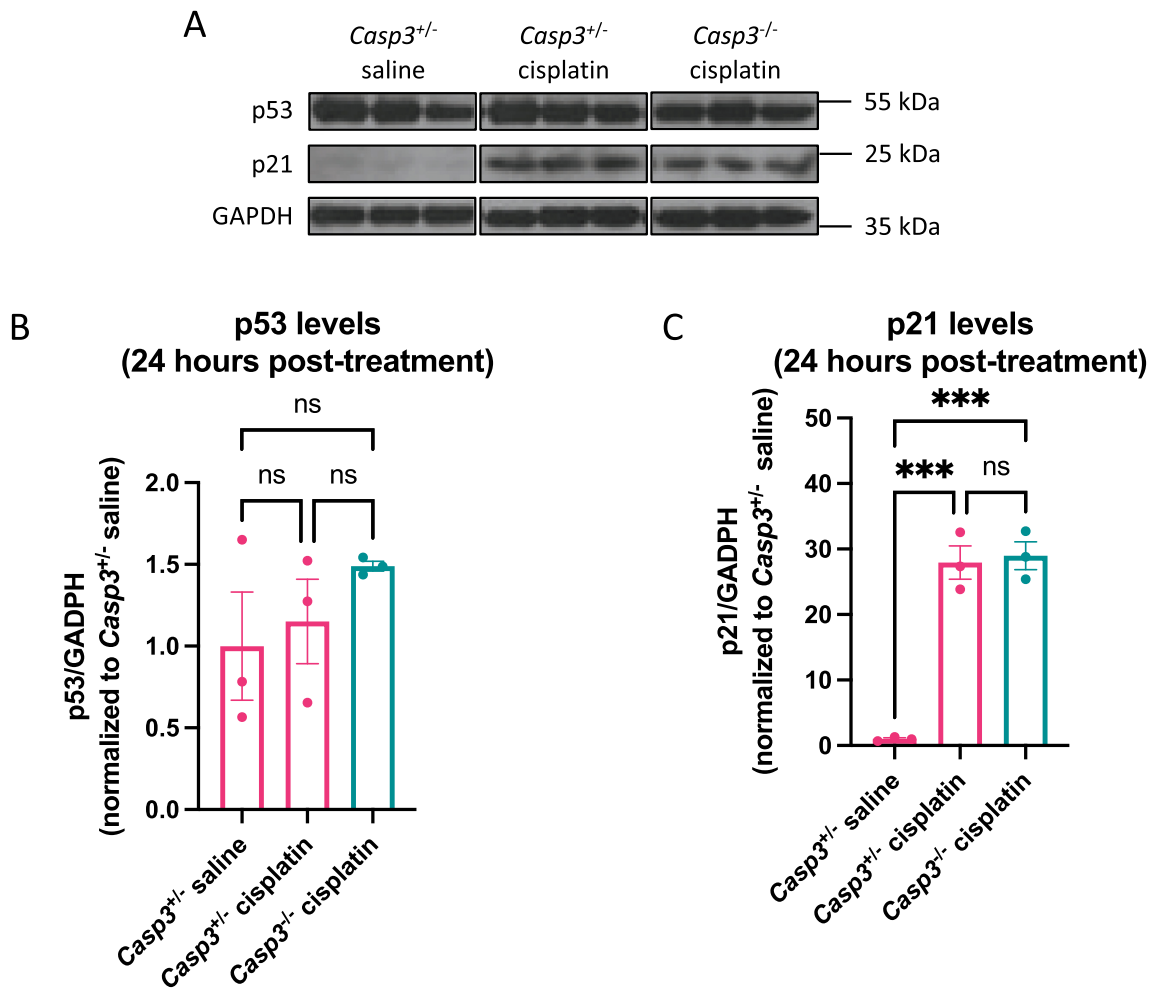 A
Casp3+/- saline
Casp3+/- cisplatin
Casp3-/- cisplatin
p53
55 kDa
p21
25 kDa
GAPDH
35 kDa
B
p53 levels
(24 hours post-treatment)
ns
ns
ns
p53/GADPH
(normalized to Casp3+/- saline)
2.0
1.5
1.0
0.5
0.0
Casp3+/- saline
Casp3+/- cisplatin
Casp3-/- cisplatin
C
p21 levels
(24 hours post-treatment)
***
***
ns
p21/GADPH
(normalized to Casp3+/- saline)
50
40
30
20
10
0
Casp3+/- saline
Casp3+/- cisplatin
Casp3-/- cisplatin